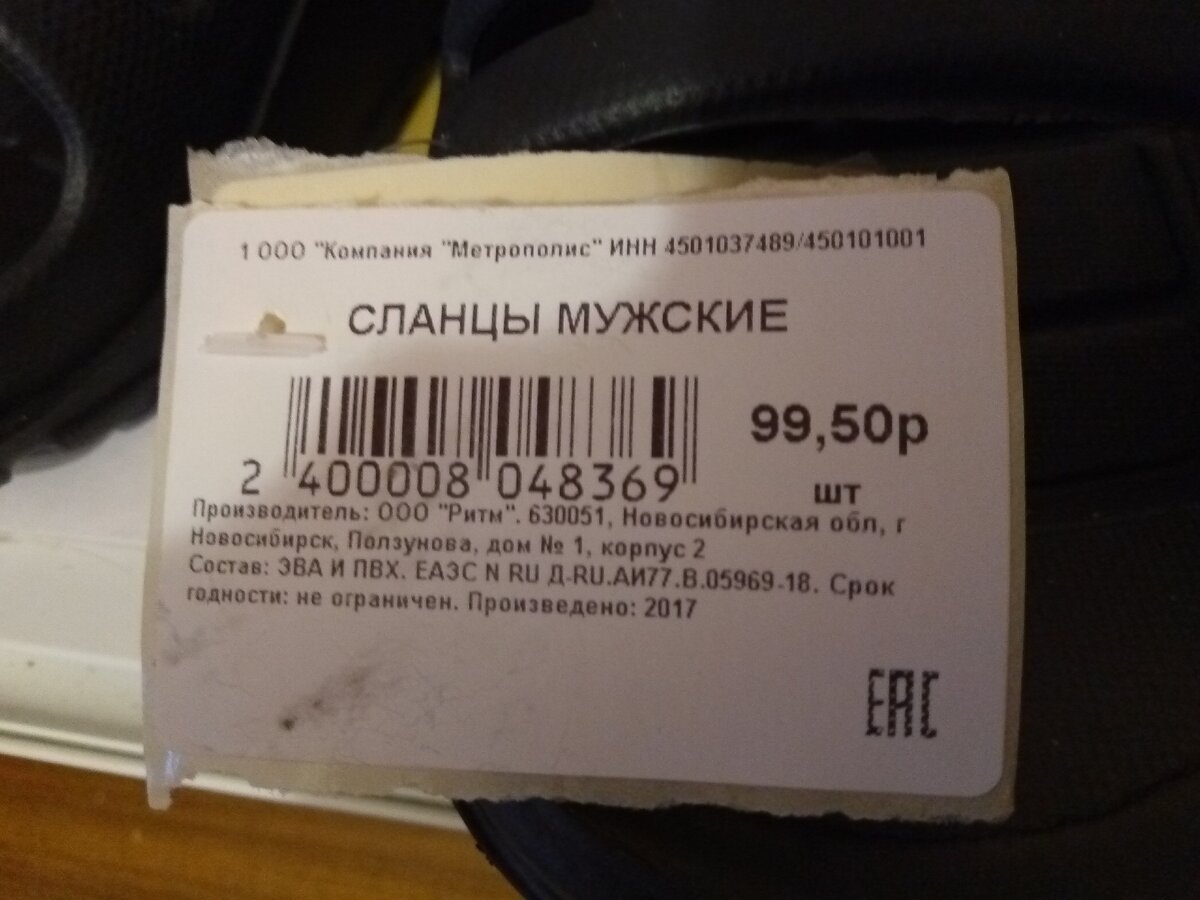 1 ООО "Компания "Метрополис" ИНН 4501037489/450101001
СЛАНЦЫ МУЖСКИЕ
99,50р
2 400008 048369
шт
Производитель: ООО "Ритм". 630051, Новосибирская обл, г
Новосибирск, Ползунова, дом № 1, корпус 2
Состав: ЭВА И ПВХ. ЕАЭС N RU Д-RU.АИ77.В.05969-18. Срок
годности: не ограничен. Произведено: 2017
ЕАС